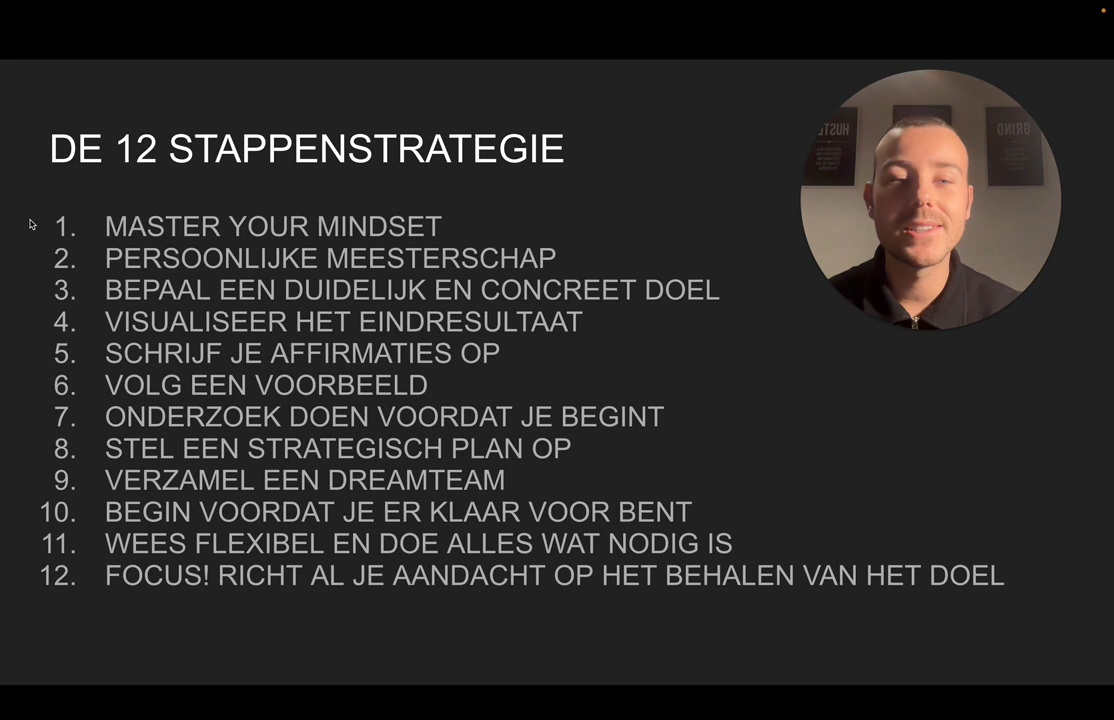 DE 12 STAPPENSTRATEGIE
1. MASTER YOUR MINDSET
2. PERSOONLIJKE MEESTERSCHAP
3. BEPAAL EEN DUIDELIJK EN CONCREET DOEL
4. VISUALISEER HET EINDRESULTAAT
5. SCHRIJF JE AFFIRMATIES OP
6. VOLG EEN VOORBEELD
7. ONDERZOEK DOEN VOORDAT JE BEGINT
8. STEL EEN STRATEGISCH PLAN OP
9. VERZAMEL EEN DREAMTEAM
10. BEGIN VOORDAT JE ER KLAAR VOOR BENT
11. WEES FLEXIBEL EN DOE ALLES WAT NODIG IS
12. FOCUS! RICHT AL JE AANDACHT OP HET BEHALEN VAN HET DOEL
GRIND